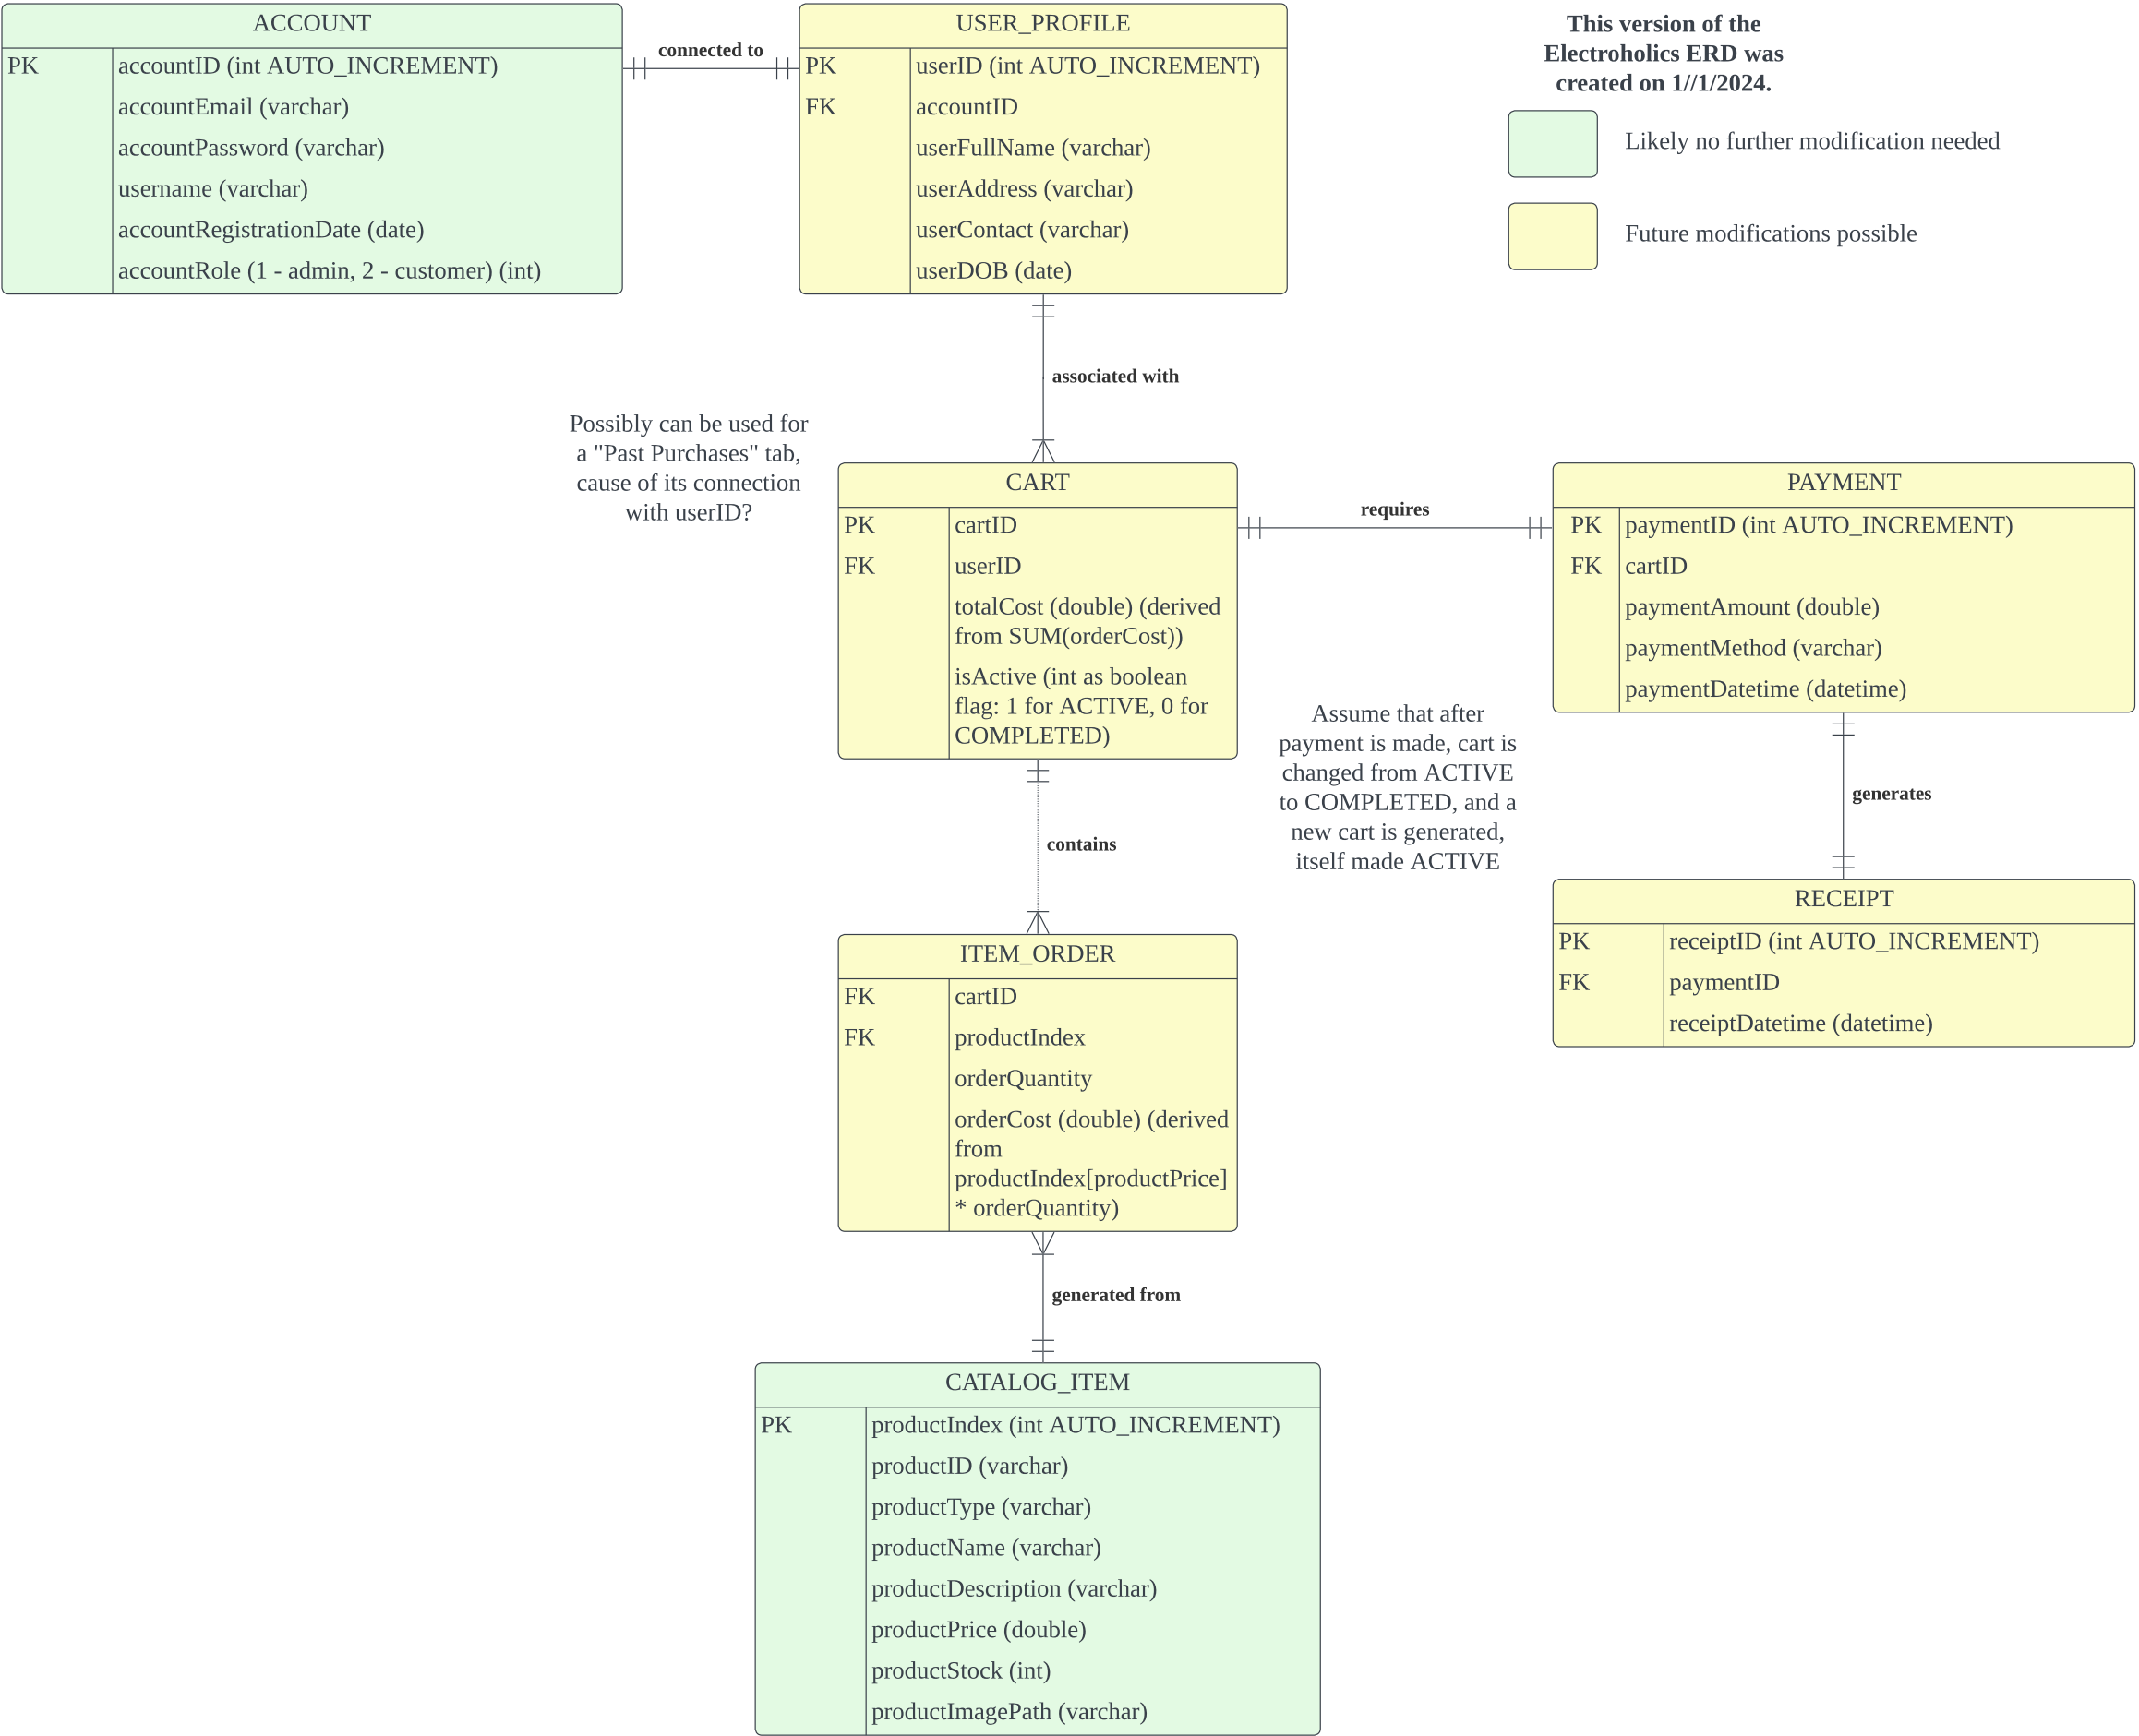 ACCOUNT
PK accountID (int AUTO_INCREMENT)
accountEmail (varchar)
accountPassword (varchar)
username (varchar)
accountRegistrationDate (date)
accountRole (1 - admin, 2 - customer) (int)
connected to
USER_PROFILE
PK userID (int AUTO_INCREMENT)
FK accountID
userFullName (varchar)
userAddress (varchar)
userContact (varchar)
userDOB (date)
This version of the
Electroholics ERD was
created on 1//1/2024.
Likely no further modification needed
Future modifications possible
associated with
Possibly can be used for
a "Past Purchases" tab,
cause of its connection
with userID?
CART
PK cartID
FK userID
totalCost (double) (derived
from SUM(orderCost))
isActive (int as boolean
flag: 1 for ACTIVE, 0 for
COMPLETED)
requires
PAYMENT
PK paymentID (int AUTO_INCREMENT)
FK cartID
paymentAmount (double)
paymentMethod (varchar)
paymentDatetime (datetime)
Assume that after
payment is made, cart is
changed from ACTIVE
to COMPLETED, and a
new cart is generated,
itself made ACTIVE
generates
contains
RECEIPT
PK receiptID (int AUTO_INCREMENT)
FK paymentID
receiptDatetime (datetime)
ITEM_ORDER
FK cartID
FK productIndex
orderQuantity
orderCost (double) (derived
from
productIndex[productPrice]
* orderQuantity)
generated from
CATALOG_ITEM
PK productIndex (int AUTO_INCREMENT)
productID (varchar)
productType (varchar)
productName (varchar)
productDescription (varchar)
productPrice (double)
productStock (int)
productImagePath (varchar)